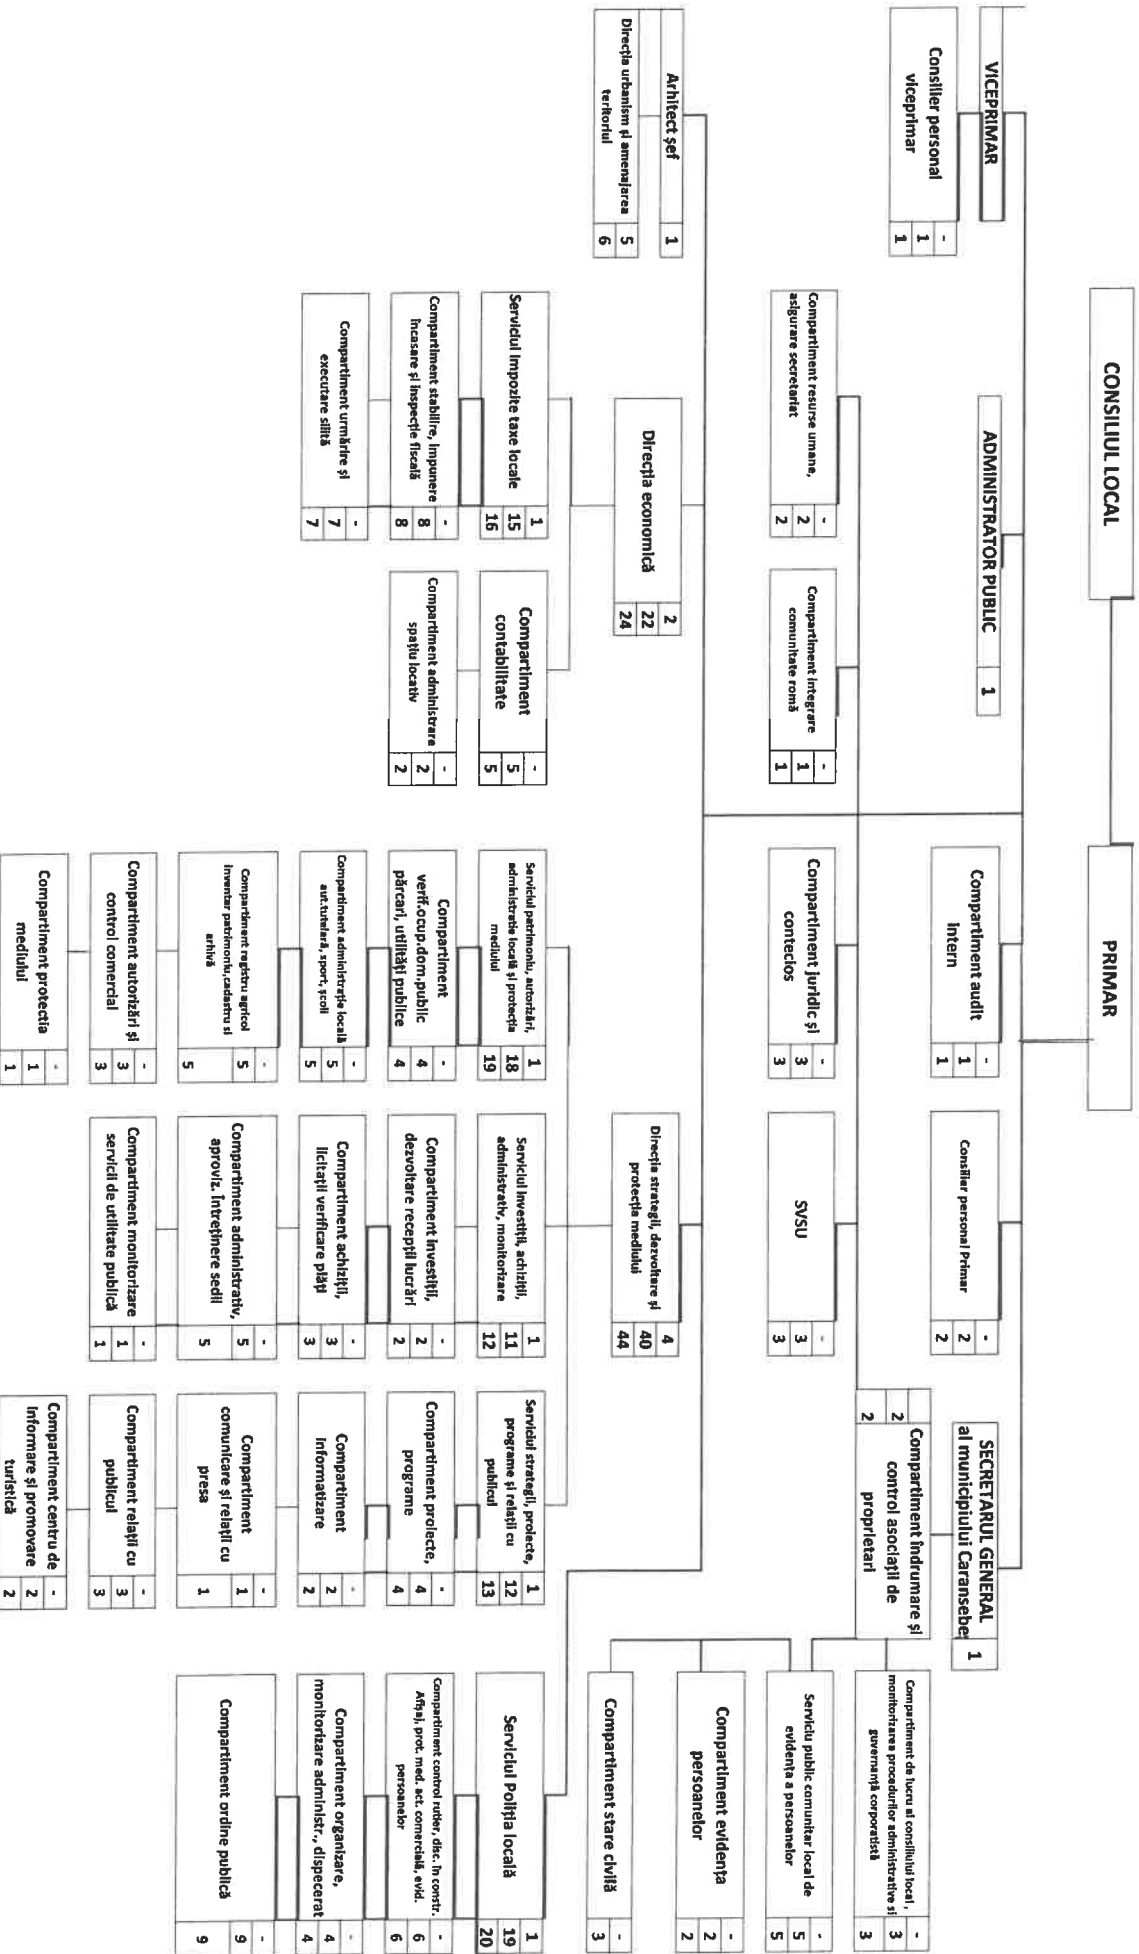 CONSILIUL LOCAL
PRIMAR
VICEPRIMAR
Consilier personal
viceprimar
-
1
1
ADMINISTRATOR PUBLIC
1
Compartiment audit
intern
-
1
1
Consilier personal Primar
-
2
2
SECRETARUL GENERAL
al municipiului Caransebe
1
Compartiment îndrumare și
control asociații de
proprietari
2
2
Compartiment de lucru al consiliului local,
monitorizarea procedurilor administrative si
guvernanță corporatistă
-
3
3
Compartiment resurse umane,
asigurare secretariat
-
2
2
Compartiment integrare
comunitate romă
-
1
1
Compartiment juridic și
contecios
-
3
3
SVSU
-
3
3
Serviciu public comunitar local de
evidența a persoanelor
-
5
5
Compartiment evidența
persoanelor
-
2
2
Compartiment stare civilă
-
3
Arhitect șef
1
Direcția urbanism și amenajarea
teritoriul
5
6
Direcția economică
2
22
24
Direcția strategii, dezvoltare și
protecția mediului
4
40
44
Serviciul impozite taxe locale
1
15
16
Compartiment stabilire, impunere
încasare și inspecție fiscală
-
8
8
Compartiment urmărire și
executare silită
-
7
7
Compartiment
contabilitate
-
5
5
Compartiment administrare
spațiu locativ
-
2
2
Serviciul patrimoniu, autorizări,
administratie locală și protecția
mediului
1
18
19
Compartiment
verif.ocup.dom.public
părcari, utilități publice
-
4
4
Compartiment administrație locală
aut.tutelară, sport, școli
-
5
5
Compartiment registru agricol
inventar patrimoniu,cadastru si
arhivă
-
5
5
Compartiment autorizări și
control comercial
-
3
3
Compartiment protectia
mediului
-
1
1
Serviciul investiții, achiziții,
administrativ, monitorizare
1
11
12
Compartiment investiții,
dezvoltare recepții lucrări
-
2
2
Compartiment achiziții,
licitații verificare plăți
-
3
3
Compartiment administrativ,
aproviz. întreținere sedii
-
5
5
Compartiment monitorizare
servicii de utilitate publică
-
1
1
Serviciul strategii, proiecte,
programe și relații cu
publicul
1
12
13
Compartiment proiecte,
programe
-
4
4
Compartiment
informatizare
-
2
2
Compartiment
comunicare și relații cu
presa
-
1
1
Compartiment relații cu
publicul
-
3
3
Compartiment centru de
informare și promovare
turistică
-
2
2
Serviciul Poliția locală
1
19
20
Compartiment control rutier, disc. în constr.
Afișaj, prot. med. act. comercială, evid.
persoanelor
-
6
6
Compartiment organizare,
monitorizare administr., dispecerat
-
4
4
Compartiment ordine publică
-
9
9